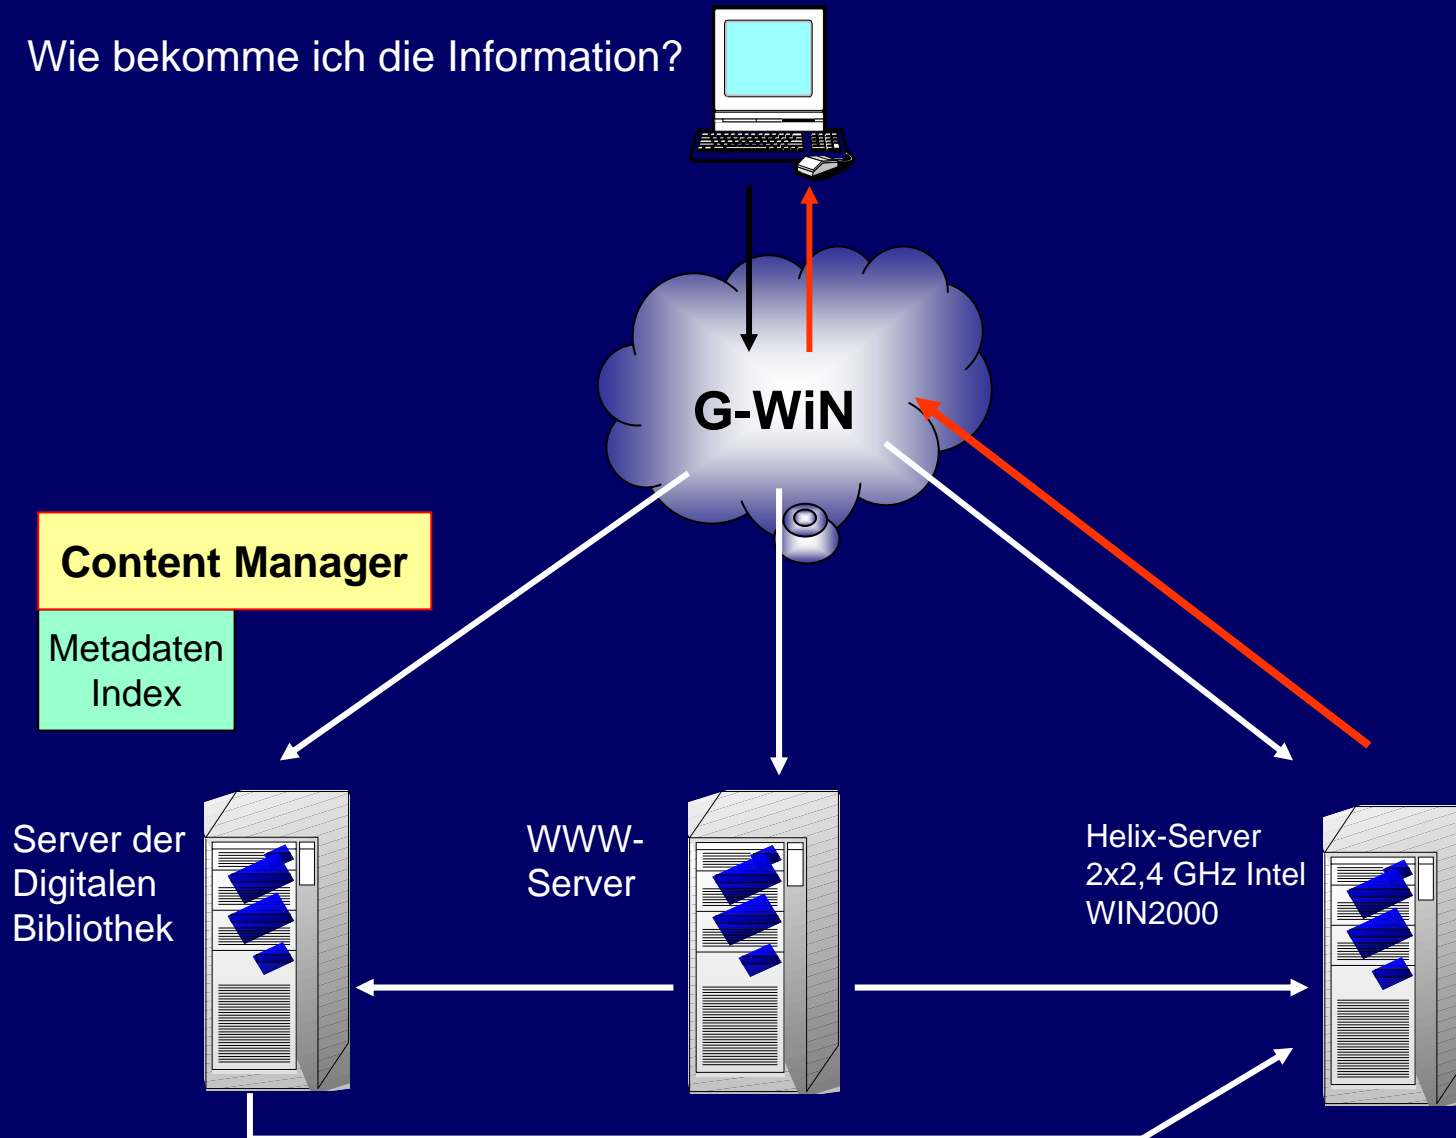 Wie bekomme ich die Information?
G-WiN
Content Manager
Metadaten
Index
Server der
Digitalen
Bibliothek
WWW-
Server
Helix-Server
2x2,4 GHz Intel
WIN2000